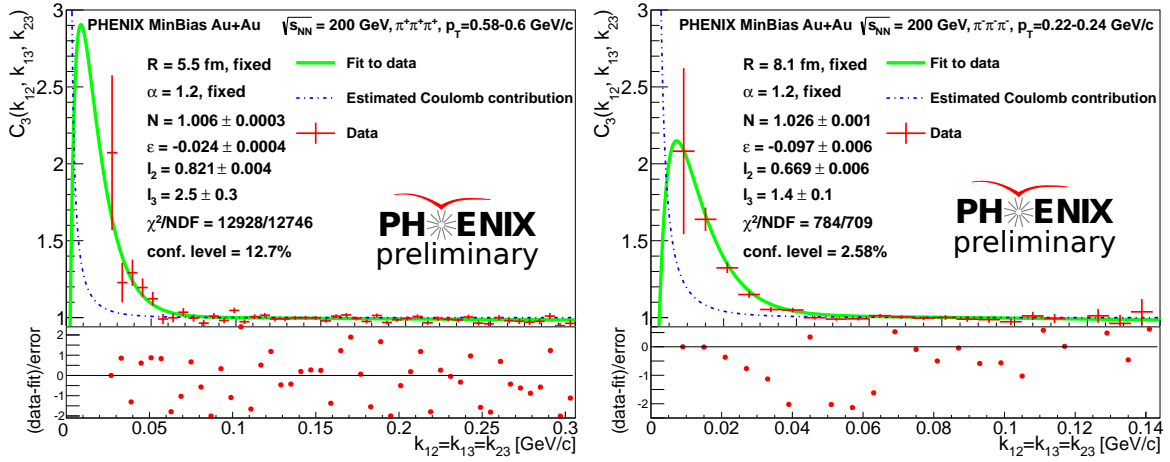 PHENIX MinBias Au+Au √s_NN = 200 GeV, π⁺π⁺π⁺, p_T=0.58-0.6 GeV/c
R = 5.5 fm, fixed
α = 1.2, fixed
N = 1.006 ± 0.0003
ε = -0.024 ± 0.0004
l₂ = 0.821 ± 0.004
l₃ = 2.5 ± 0.3
χ²/NDF = 12928/12746
conf. level = 12.7%
Fit to data
Estimated Coulomb contribution
Data
PHENIX
preliminary
C₃(k₁₂, k₁₃, k₂₃)
3
2.5
2
1.5
1
(data-fit)/error
2
1
0
-1
-2
0 0.05 0.1 0.15 0.2 0.25 0.3
k₁₂=k₁₃=k₂₃ [GeV/c]
PHENIX MinBias Au+Au √s_NN = 200 GeV, π⁻π⁻π⁻, p_T=0.22-0.24 GeV/c
R = 8.1 fm, fixed
α = 1.2, fixed
N = 1.026 ± 0.001
ε = -0.097 ± 0.006
l₂ = 0.669 ± 0.006
l₃ = 1.4 ± 0.1
χ²/NDF = 784/709
conf. level = 2.58%
Fit to data
Estimated Coulomb contribution
Data
PHENIX
preliminary
C₃(k₁₂, k₁₃, k₂₃)
3
2.5
2
1.5
1
(data-fit)/error
0
-1
-2
0 0.02 0.04 0.06 0.08 0.1 0.12 0.14
k₁₂=k₁₃=k₂₃ [GeV/c]